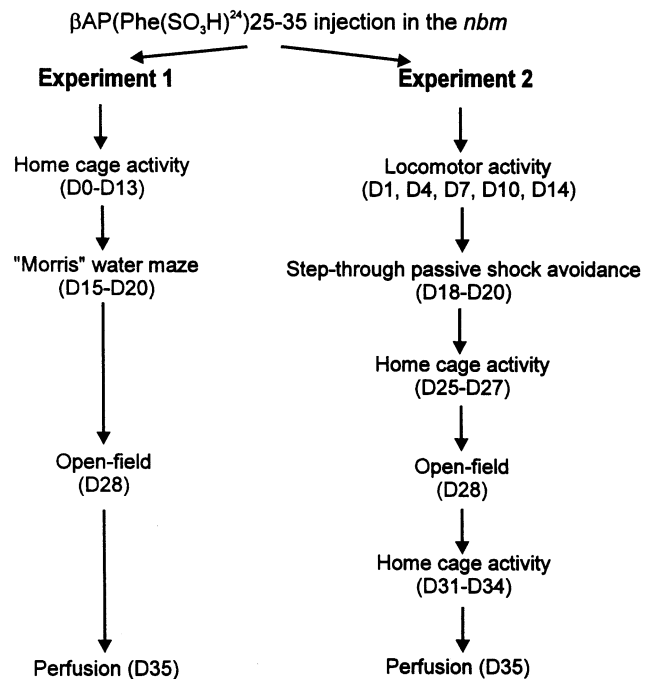 βAP(Phe(SO₃H)²⁴)25-35 injection in the nbm
Experiment 1
Home cage activity
(D0-D13)
"Morris" water maze
(D15-D20)
Open-field
(D28)
Perfusion (D35)
Experiment 2
Locomotor activity
(D1, D4, D7, D10, D14)
Step-through passive shock avoidance
(D18-D20)
Home cage activity
(D25-D27)
Open-field
(D28)
Home cage activity
(D31-D34)
Perfusion (D35)